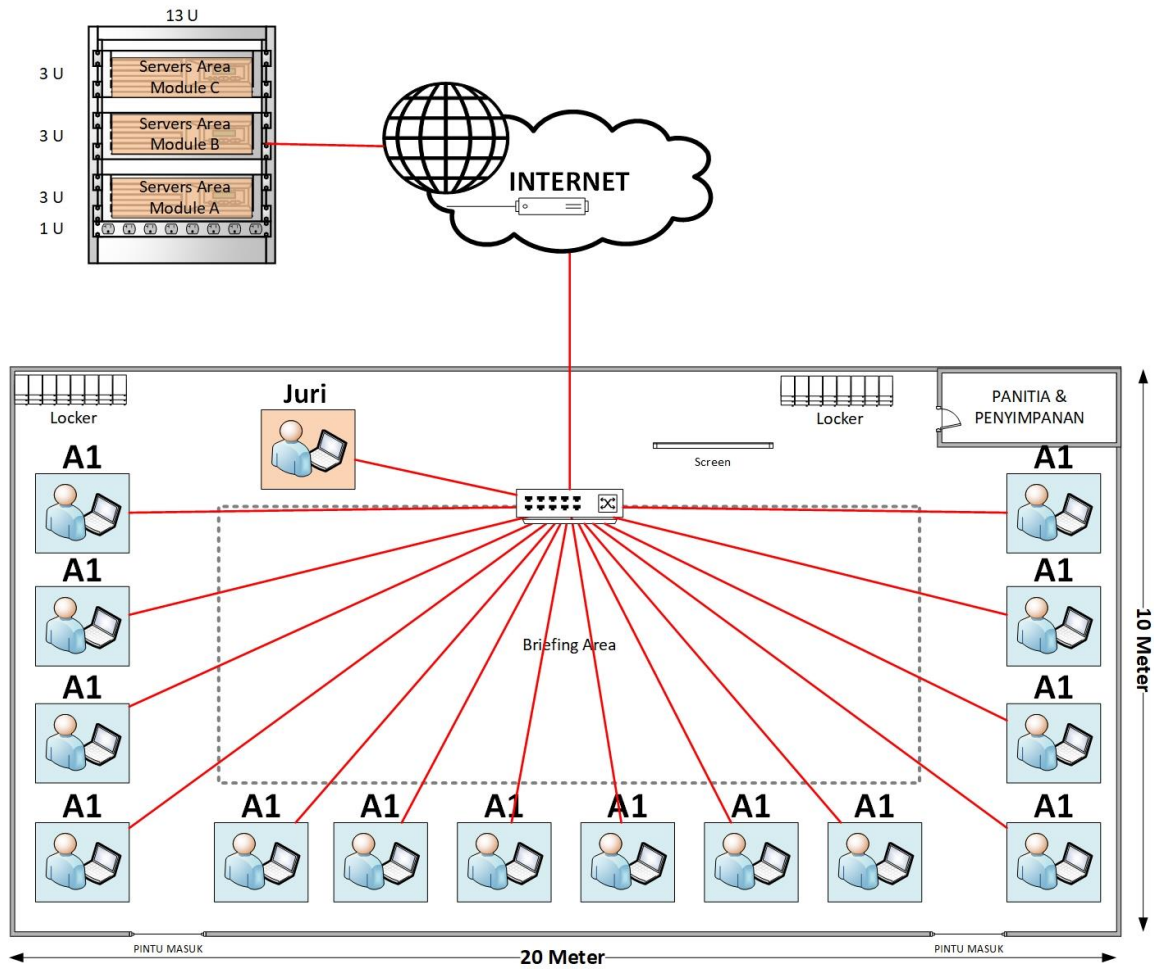 13 U
3 U
Servers Area
Module C
3 U
Servers Area
Module B
3 U
Servers Area
Module A
1 U
INTERNET
Locker
Juri
Locker
PANITIA &
PENYIMPANAN
Screen
A1
A1
A1
A1
Briefing Area
A1
A1
A1
A1
A1
A1
A1
A1
A1
A1
10 Meter
PINTU MASUK
PINTU MASUK
20 Meter